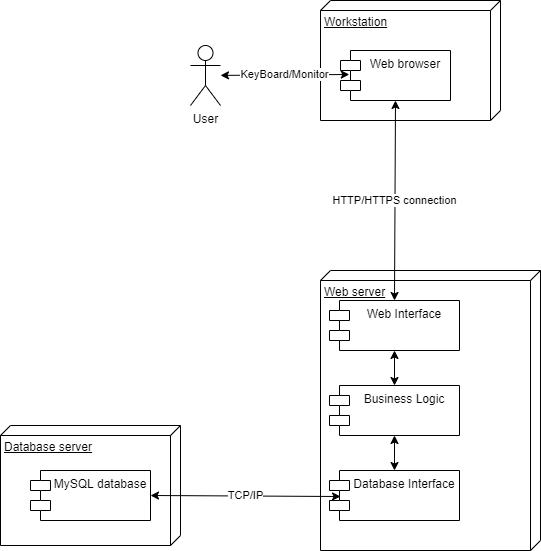 Workstation
Web browser
KeyBoard/Monitor
User
HTTP/HTTPS connection
Web server
Web Interface
Business Logic
Database server
MySQL database
TCP/IP
Database Interface